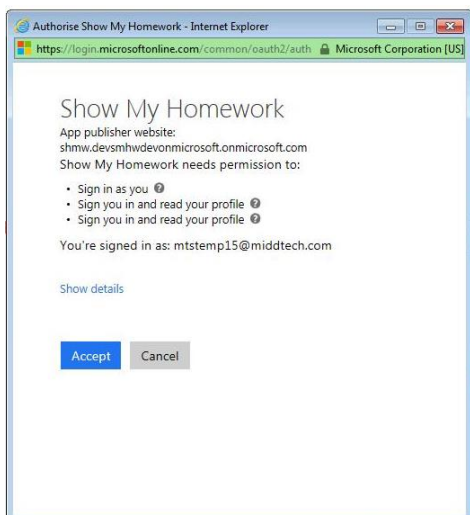 Authorise Show My Homework - Internet Explorer
https://login.microsoftonline.com/common/oauth2/auth Microsoft Corporation [US]
Show My Homework
App publisher website:
shmw.devsmhwdevonmicrosoft.onmicrosoft.com
Show My Homework needs permission to:
• Sign in as you ?
• Sign you in and read your profile ?
• Sign you in and read your profile ?
You're signed in as: mtstemp15@middtech.com
Show details
Accept Cancel